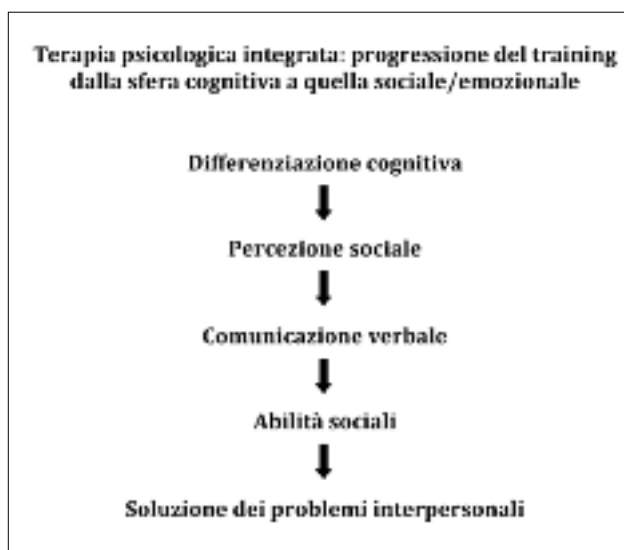 Terapia psicologica integrata: progressione del training
dalla sfera cognitiva a quella sociale/emozionale
Differenziazione cognitiva
Percezione sociale
Comunicazione verbale
Abilità sociali
Soluzione dei problemi interpersonali